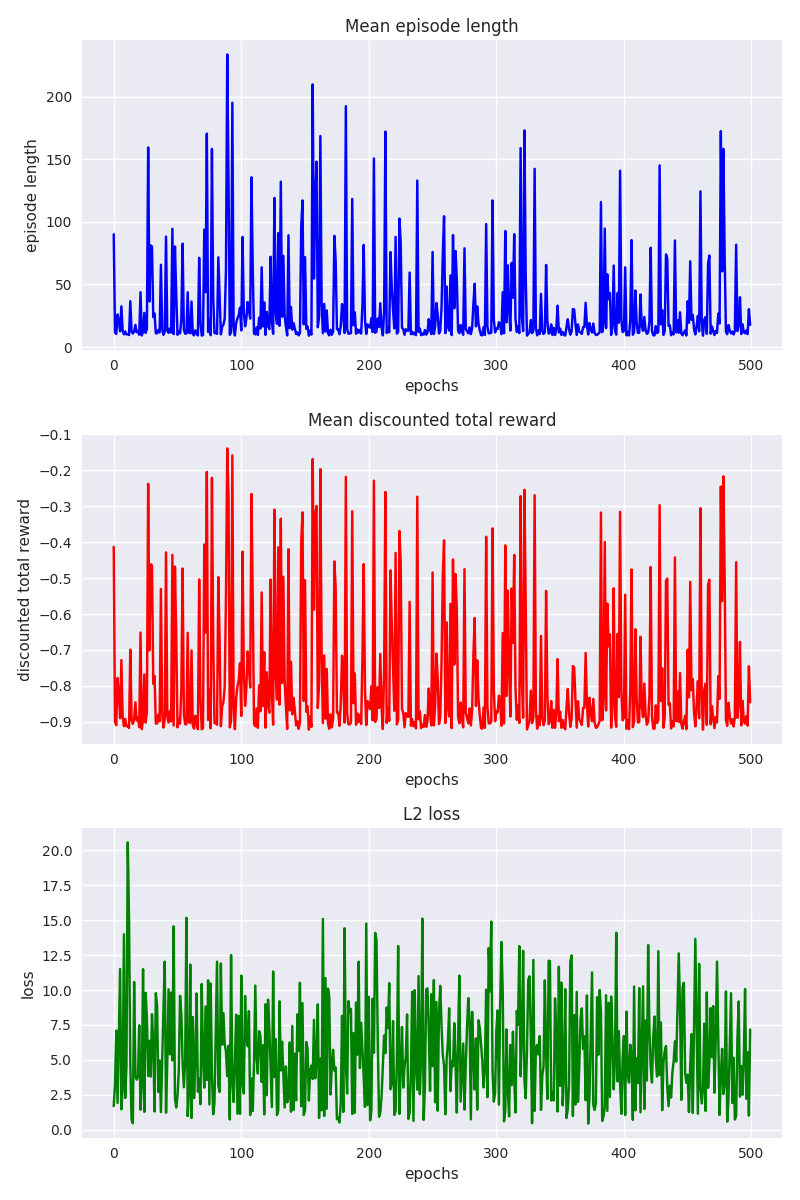 Mean episode length
200
150
100
50
0
episode length
0 100 200 300 400 500
epochs
Mean discounted total reward
−0.1
−0.2
−0.3
−0.4
−0.5
−0.6
−0.7
−0.8
−0.9
discounted total reward
0 100 200 300 400 500
epochs
L2 loss
20.0
17.5
15.0
12.5
10.0
7.5
5.0
2.5
0.0
loss
0 100 200 300 400 500
epochs